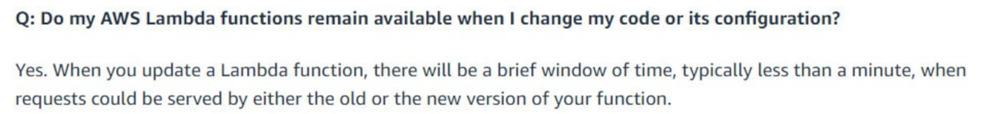 Q: Do my AWS Lambda functions remain available when I change my code or its configuration?
Yes. When you update a Lambda function, there will be a brief window of time, typically less than a minute, when
requests could be served by either the old or the new version of your function.